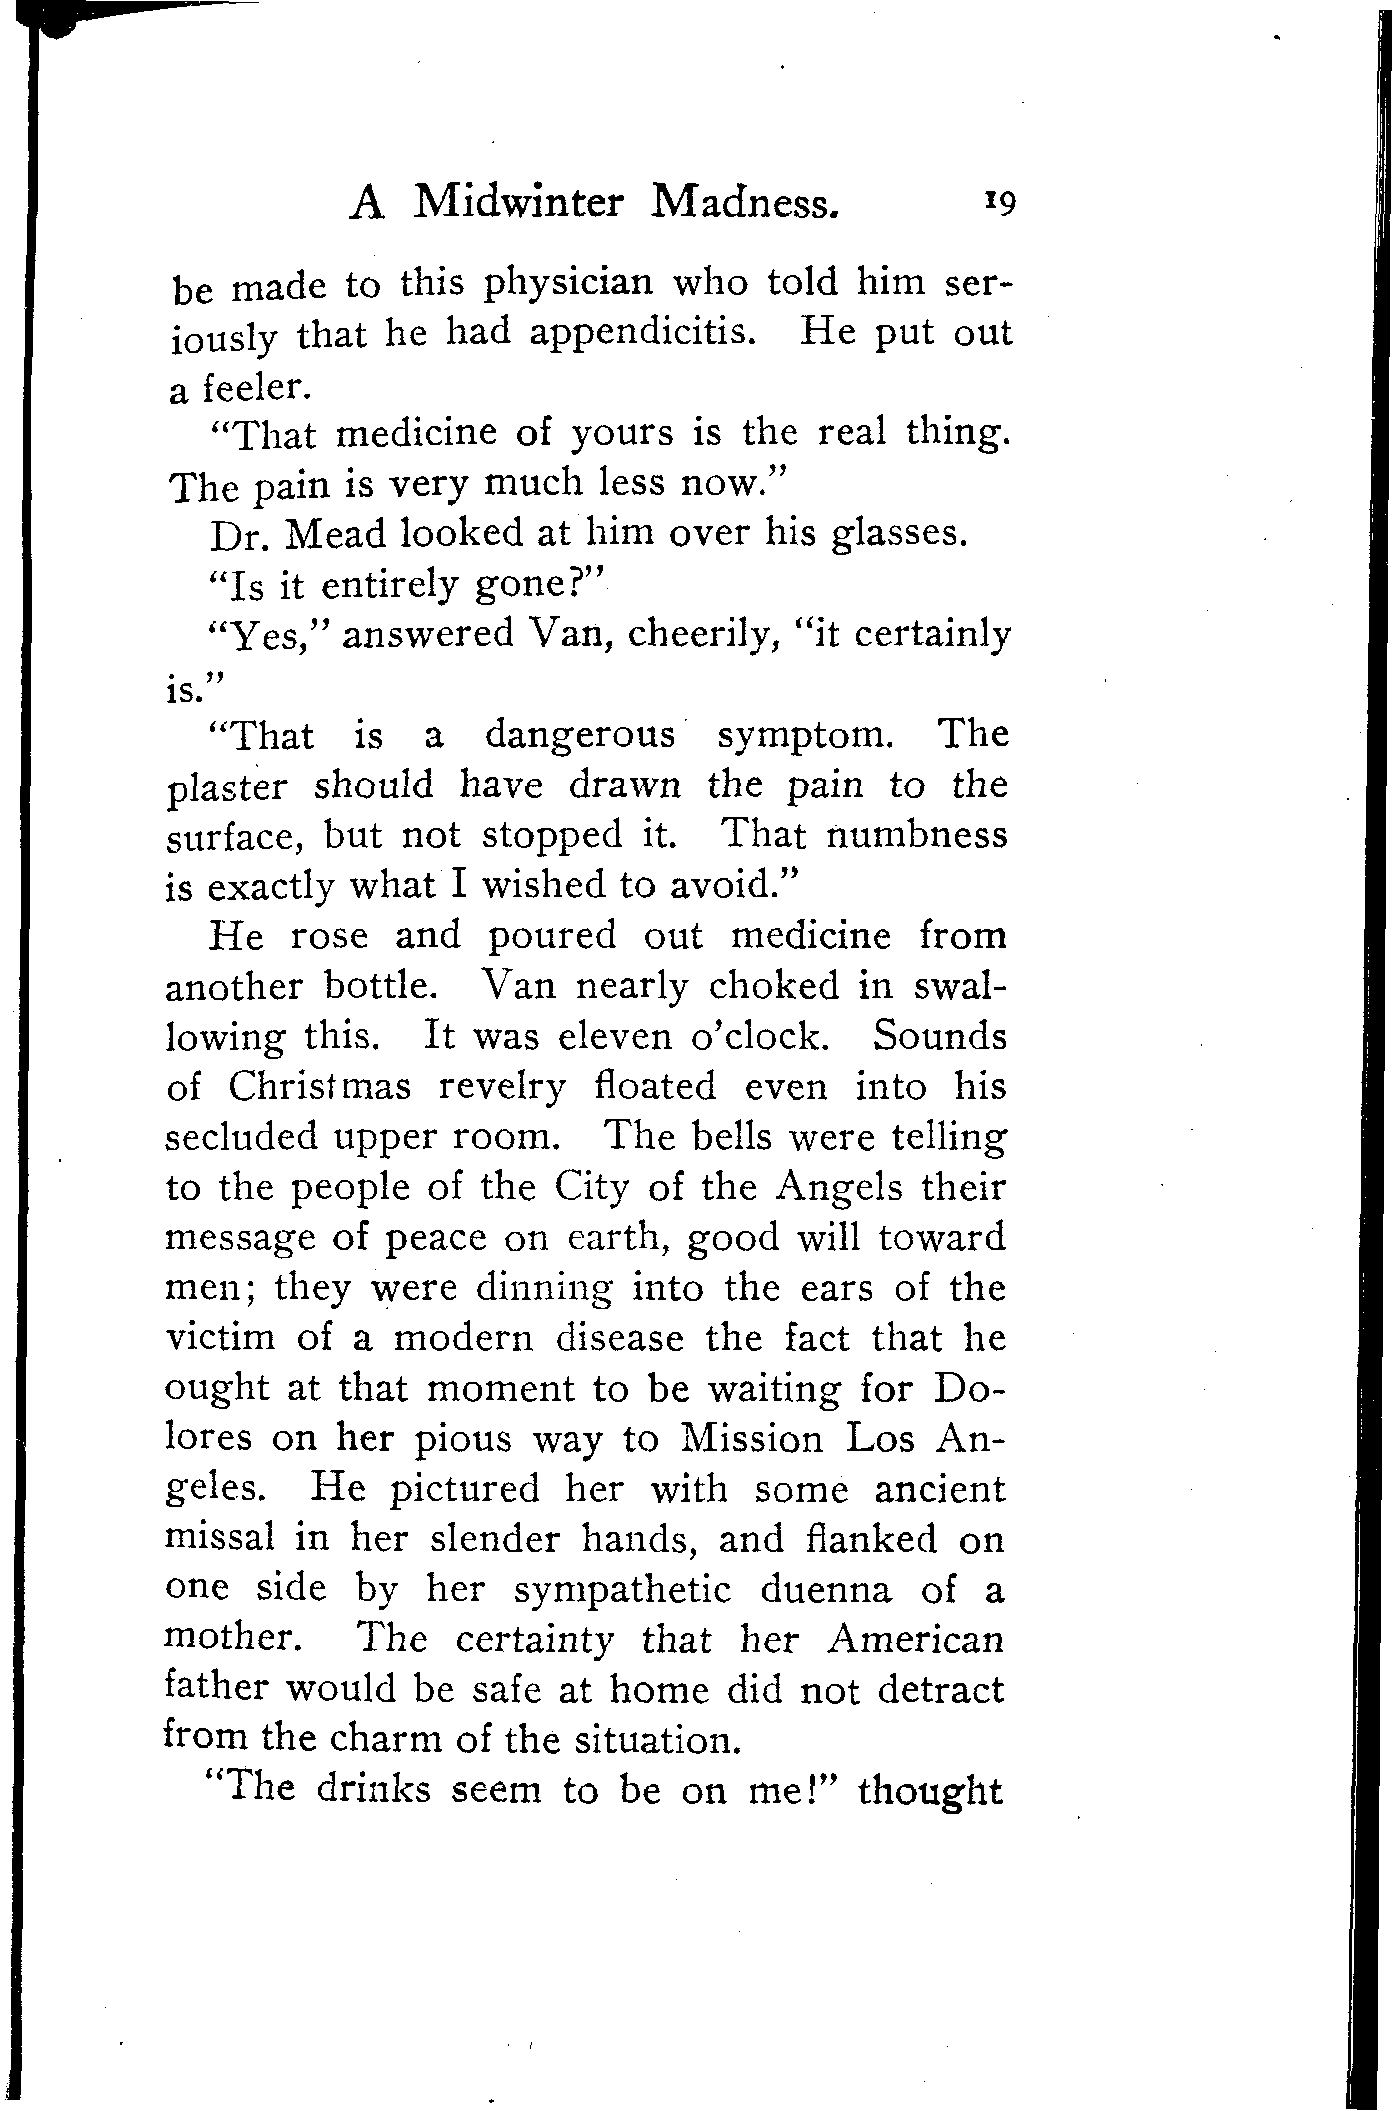 A Midwinter Madness. 19
be made to this physician who told him ser-
iously that he had appendicitis. He put out
a feeler.
"That medicine of yours is the real thing.
The pain is very much less now."
Dr. Mead looked at him over his glasses.
"Is it entirely gone?"
"Yes," answered Van, cheerily, "it certainly
is."
"That is a dangerous symptom. The
plaster should have drawn the pain to the
surface, but not stopped it. That numbness
is exactly what I wished to avoid."
He rose and poured out medicine from
another bottle. Van nearly choked in swal-
lowing this. It was eleven o'clock. Sounds
of Christmas revelry floated even into his
secluded upper room. The bells were telling
to the people of the City of the Angels their
message of peace on earth, good will toward
men; they were dinning into the ears of the
victim of a modern disease the fact that he
ought at that moment to be waiting for Do-
lores on her pious way to Mission Los An-
geles. He pictured her with some ancient
missal in her slender hands, and flanked on
one side by her sympathetic duenna of a
mother. The certainty that her American
father would be safe at home did not detract
from the charm of the situation.
"The drinks seem to be on me!" thought